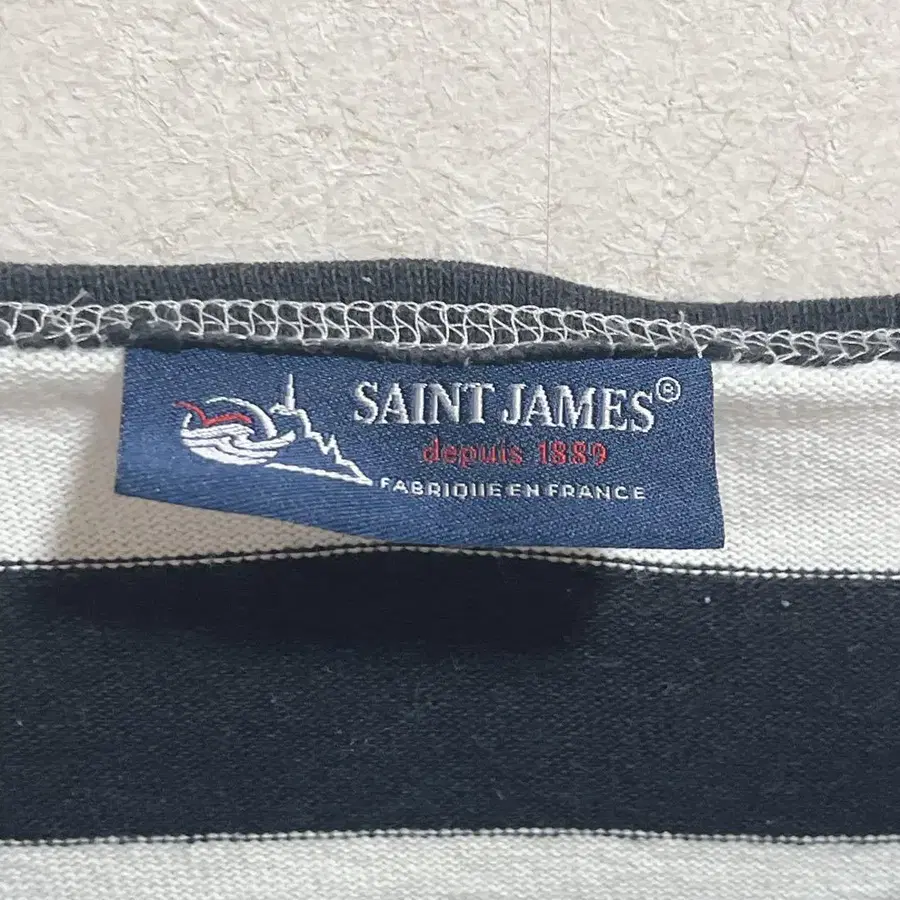 SAINT JAMES®
depuis 1889
FABRIQUE EN FRANCE